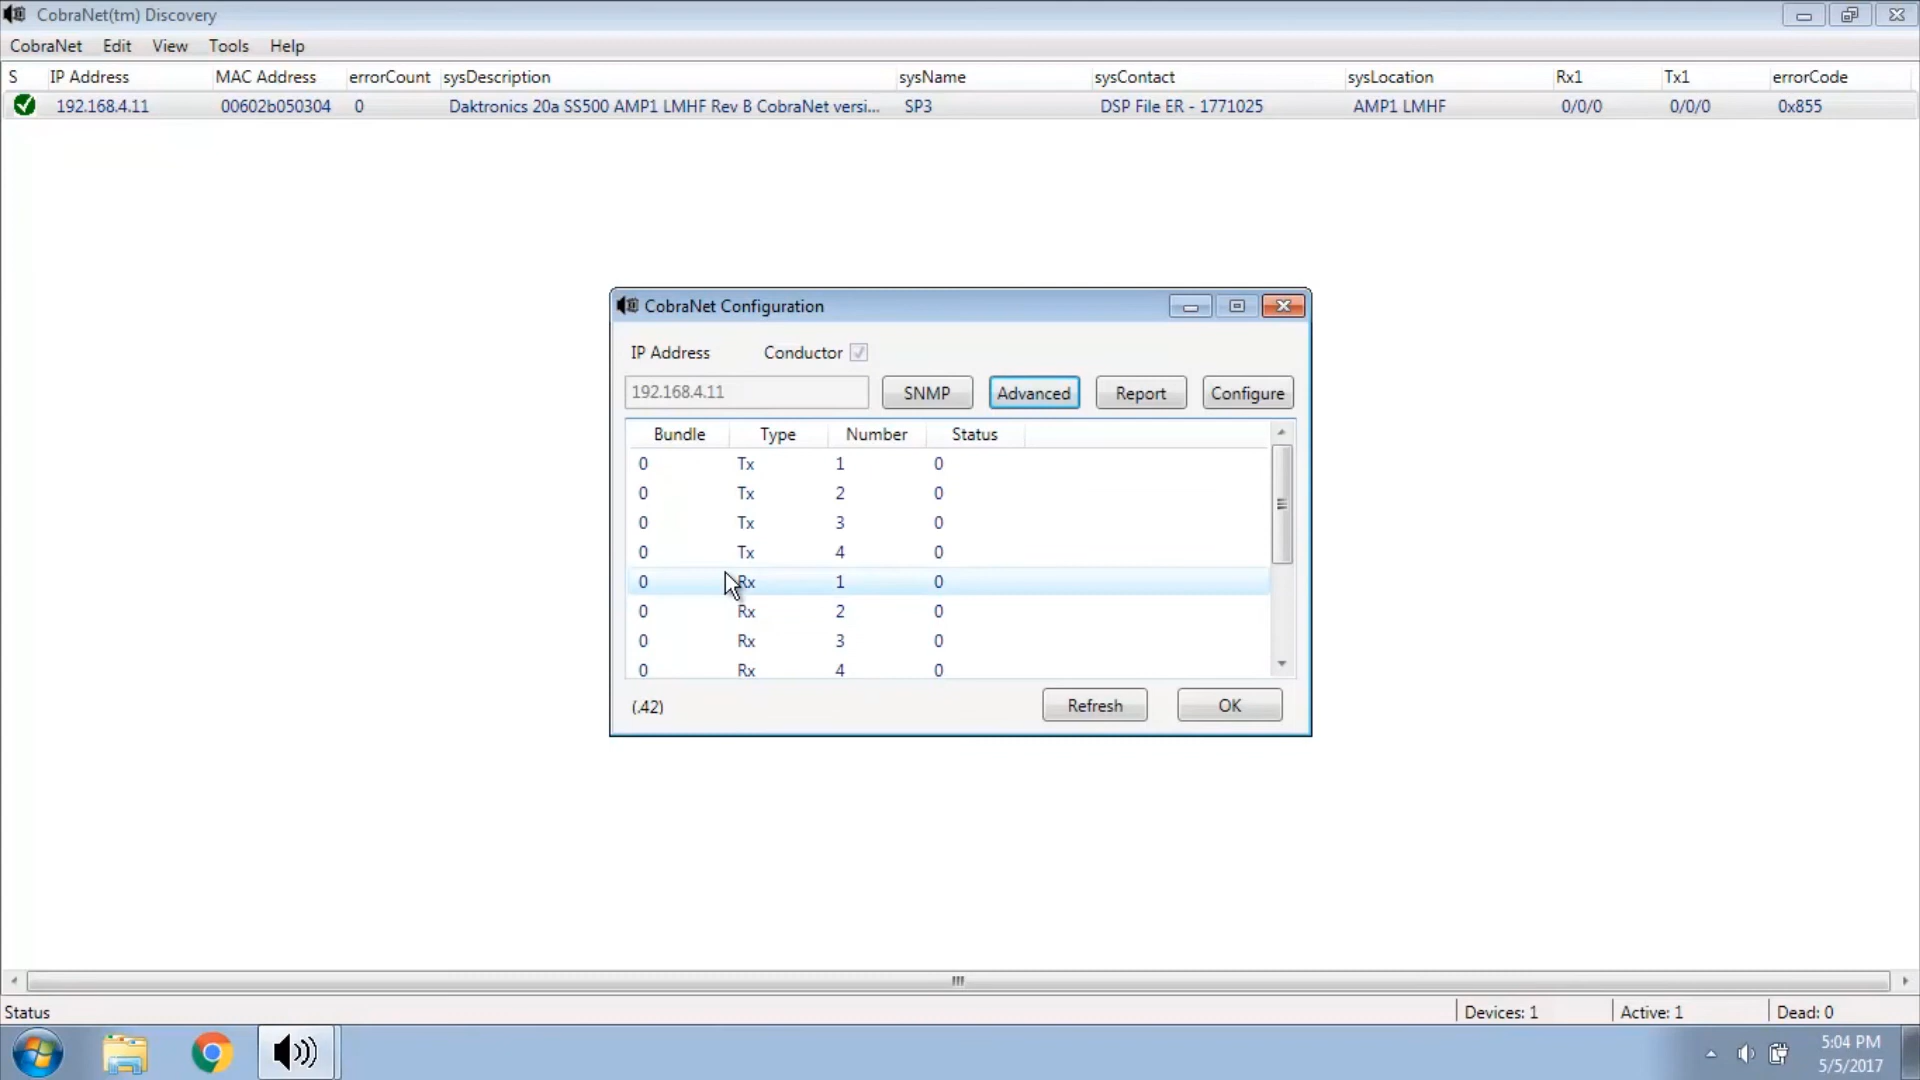 CobraNet(tm) Discovery
CobraNet Edit View Tools Help
S IP Address MAC Address errorCount sysDescription sysName sysContact sysLocation Rx1 Tx1 errorCode
192.168.4.11 00602b050304 0 Daktronics 20a SS500 AMP1 LMHF Rev B CobraNet versi... SP3 DSP File ER - 1771025 AMP1 LMHF 0/0/0 0/0/0 0x855
CobraNet Configuration
IP Address Conductor
192.168.4.11 SNMP Advanced Report Configure
Bundle Type Number Status
0 Tx 1 0
0 Tx 2 0
0 Tx 3 0
0 Tx 4 0
0 Rx 1 0
0 Rx 2 0
0 Rx 3 0
0 Rx 4 0
(.42) Refresh OK
Status Devices: 1 Active: 1 Dead: 0
5:04 PM
5/5/2017